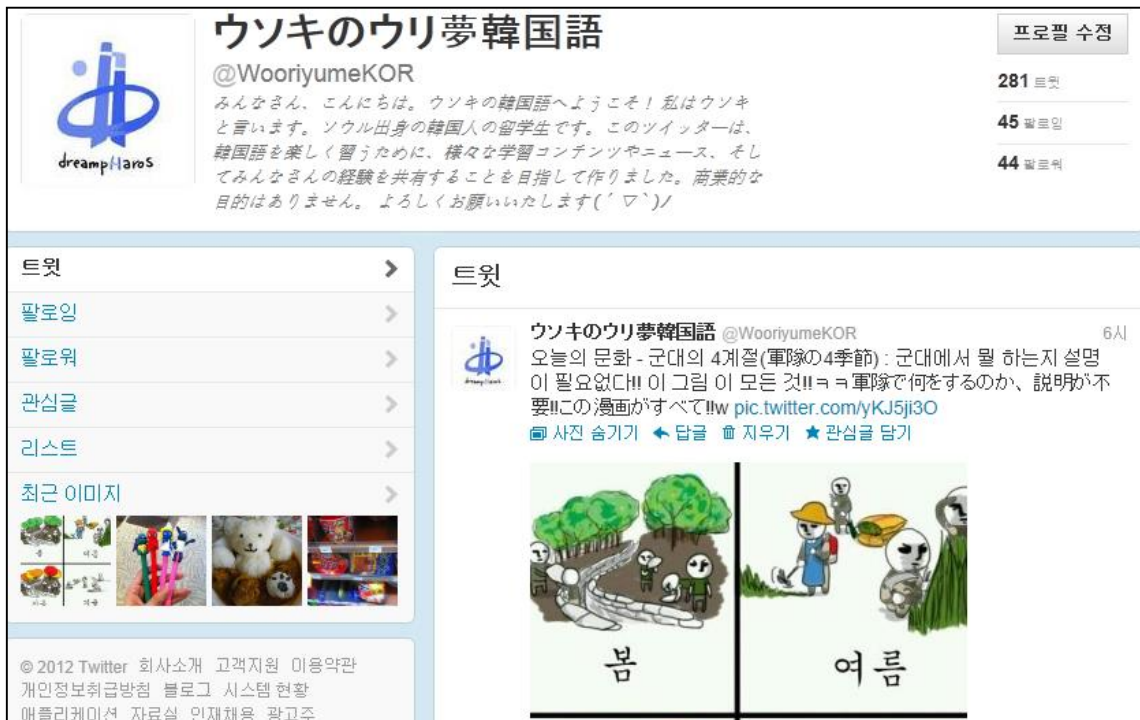 ウソキのウリ夢韓国語
@WooriyumeKOR
みんなさん、こんにちは。ウソキの韓国語へようこそ！私はウソキ
と言います。ソウル出身の韓国人の留学生です。このツイッターは、
韓国語を楽しく習うために、様々な学習コンテンツやニュース、そし
てみんなさんの経験を共有することを目指して作りました。商業的な
目的はありません。 よろしくお願いいたします(´▽`)ﾉ
dreampHaros
프로필 수정
281 트윗
45 팔로잉
44 팔로워
트윗
팔로잉
팔로워
관심글
리스트
최근 이미지
봄 여름
가을 겨울
© 2012 Twitter 회사소개 고객지원 이용약관
개인정보취급방침 블로그 시스템 현황
애플리케이션 자료실 인재채용 광고주
트윗
ウソキのウリ夢韓国語 @WooriyumeKOR 6시
오늘의 문화 - 군대의 4계절(軍隊の4季節) : 군대에서 뭘 하는지 설명
이 필요없다!! 이 그림 이 모든 것!!ㅋㅋ軍隊で何をするのか、説明が不
要!!この漫画がすべて!!w pic.twitter.com/yKJ5ji3O
사진 숨기기 답글 지우기 관심글 담기
봄 여름